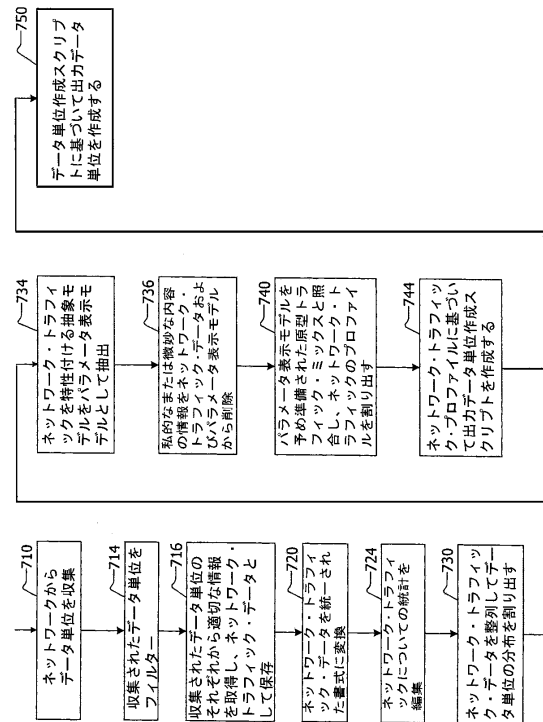 710
ネットワークから
データ単位を収集
714
収集されたデータ単位を
フィルター
716
収集されたデータ単位の
それぞれから適切な情報
を取得し、ネットワーク・
トラフィック・データと
して保存
720
ネットワーク・トラフィ
ック・データを統一され
た書式に変換
724
ネットワーク・トラフィ
ックについての統計を
編集
730
ネットワーク・トラフィッ
ク・データを整列してデー
タ単位の分布を割り出す
734
ネットワーク・トラフィ
ックを特性付ける抽象モ
デルをパラメータ表示モ
デルとして抽出
736
私的なまたは微妙な内容
の情報をネットワーク・
トラフィック・データおよ
びパラメータ表示モデル
から削除
740
パラメータ表示モデルを
予め準備された原型トラ
フィック・ミックスと照
合し、ネットワーク・ト
ラフィックのプロファイ
ルを割り出す
744
ネットワーク・トラフィッ
ク・プロファイルに基づい
て出力データ単位作成ス
クリプトを作成する
750
データ単位作成スクリプ
トに基づいて出力データ
単位を作成する